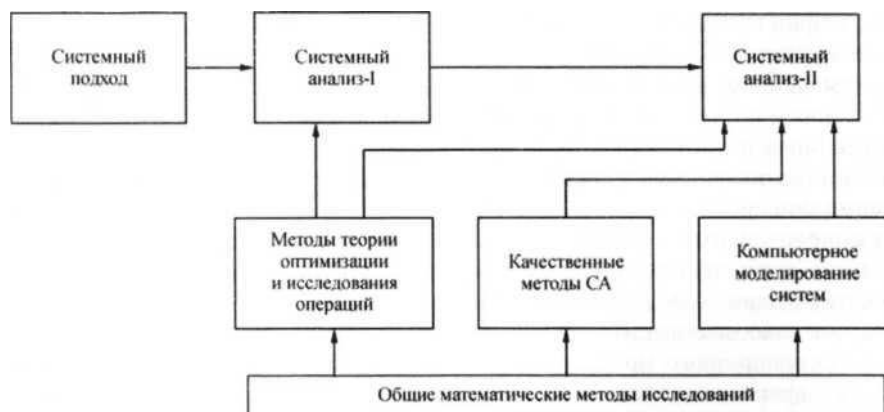 Системный
подход
Системный
анализ-I
Системный
анализ-II
Методы теории
оптимизации
и исследования
операций
Качественные
методы СА
Компьютерное
моделирование
систем
Общие математические методы исследований